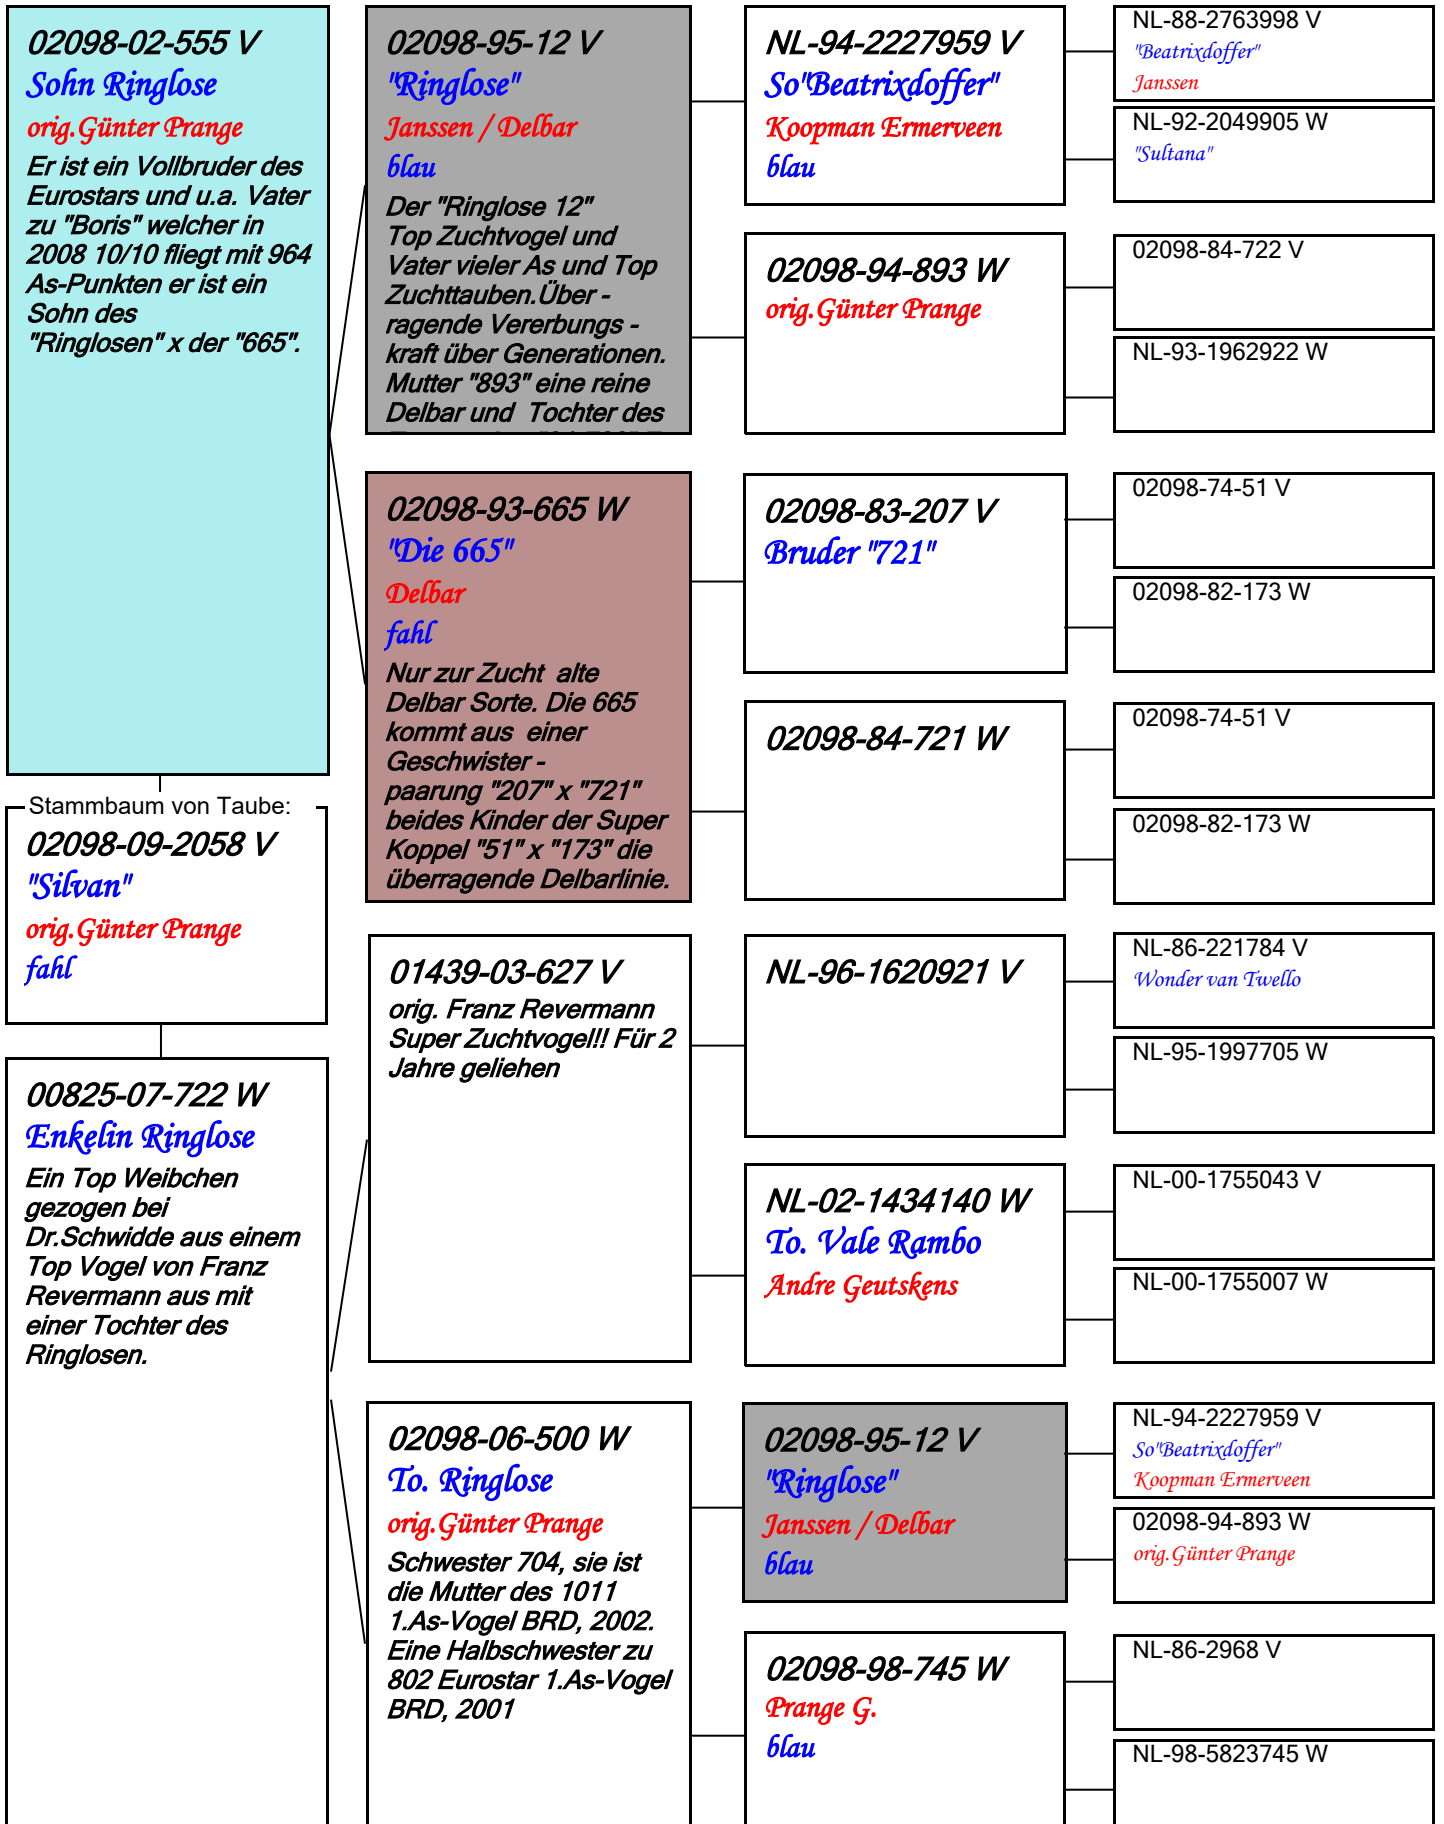 02098-02-555 V
Sohn Ringlose
orig.Günter Prange
Er ist ein Vollbruder des
Eurostars und u.a. Vater
zu "Boris" welcher in
2008 10/10 fliegt mit 964
As-Punkten er ist ein
Sohn des
"Ringlosen" x der "665".
Stammbaum von Taube:
02098-09-2058 V
"Silvan"
orig.Günter Prange
fahl
00825-07-722 W
Enkelin Ringlose
Ein Top Weibchen
gezogen bei
Dr.Schwidde aus einem
Top Vogel von Franz
Revermann aus mit
einer Tochter des
Ringlosen.
02098-95-12 V
"Ringlose"
Janssen / Delbar
blau
Der "Ringlose 12"
Top Zuchtvogel und
Vater vieler As und Top
Zuchttauben.Über -
ragende Vererbungs -
kraft über Generationen.
Mutter "893" eine reine
Delbar und  Tochter des
02098-93-665 W
"Die 665"
Delbar
fahl
Nur zur Zucht  alte
Delbar Sorte. Die 665
kommt aus  einer
Geschwister -
paarung "207" x "721"
beides Kinder der Super
Koppel "51" x "173" die
überragende Delbarlinie.
01439-03-627 V
orig. Franz Revermann
Super Zuchtvogel!! Für 2
Jahre geliehen
02098-06-500 W
To. Ringlose
orig.Günter Prange
Schwester 704, sie ist
die Mutter des 1011
1.As-Vogel BRD, 2002.
Eine Halbschwester zu
802 Eurostar 1.As-Vogel
BRD, 2001
NL-94-2227959 V
So"Beatrixdoffer"
Koopman Ermerveen
blau
02098-94-893 W
orig.Günter Prange
02098-83-207 V
Bruder "721"
02098-84-721 W
NL-96-1620921 V
NL-02-1434140 W
To. Vale Rambo
Andre Geutskens
02098-95-12 V
"Ringlose"
Janssen / Delbar
blau
02098-98-745 W
Prange G.
blau
NL-88-2763998 V
"Beatrixdoffer"
Janssen
NL-92-2049905 W
"Sultana"
02098-84-722 V
NL-93-1962922 W
02098-74-51 V
02098-82-173 W
02098-74-51 V
02098-82-173 W
NL-86-221784 V
Wonder van Twello
NL-95-1997705 W
NL-00-1755043 V
NL-00-1755007 W
NL-94-2227959 V
So"Beatrixdoffer"
Koopman Ermerveen
02098-94-893 W
orig.Günter Prange
NL-86-2968 V
NL-98-5823745 W